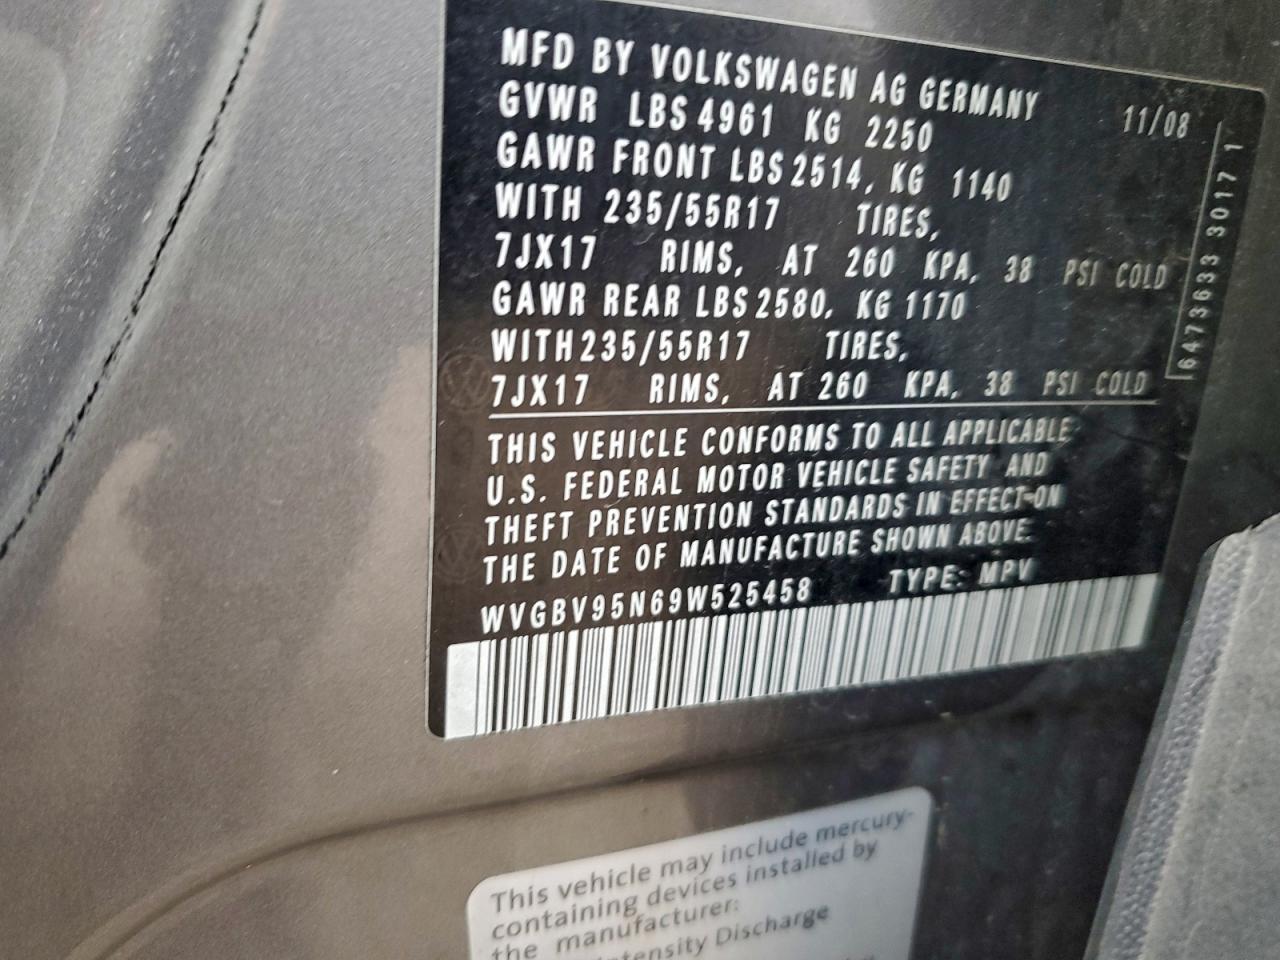 MFD BY VOLKSWAGEN AG GERMANY
11/08
GVWR LBS 4961 KG 2250
GAWR FRONT LBS 2514, KG 1140
WITH 235/55R17 TIRES,
7JX17 RIMS, AT 260 KPA, 38 PSI COLD
GAWR REAR LBS 2580, KG 1170
WITH 235/55R17 TIRES,
7JX17 RIMS, AT 260 KPA, 38 PSI COLD
6473633 3017 1
THIS VEHICLE CONFORMS TO ALL APPLICABLE
U.S. FEDERAL MOTOR VEHICLE SAFETY AND
THEFT PREVENTION STANDARDS IN EFFECT ON
THE DATE OF MANUFACTURE SHOWN ABOVE.
WVGBV95N69W525458 TYPE: MPV
This vehicle may include mercury-
containing devices installed by
the manufacturer:
Intensity Discharge